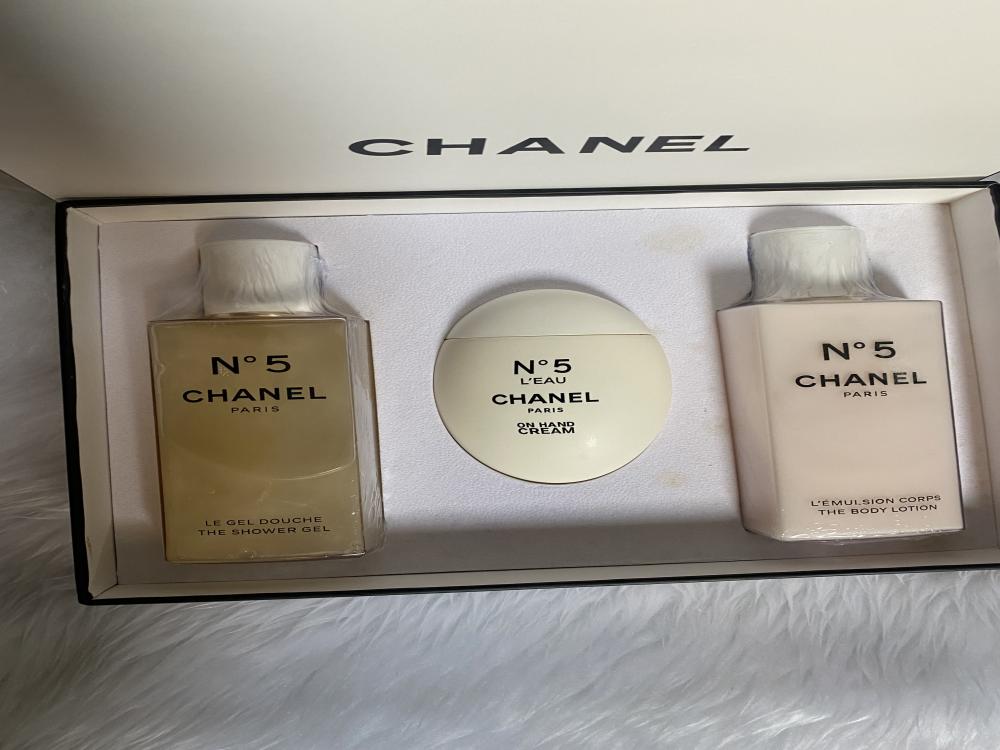 CHANEL
N°5
CHANEL
PARIS
LE GEL DOUCHE
THE SHOWER GEL
N°5
L'EAU
CHANEL
PARIS
ON HAND
CREAM
N°5
CHANEL
PARIS
L'ÉMULSION CORPS
THE BODY LOTION